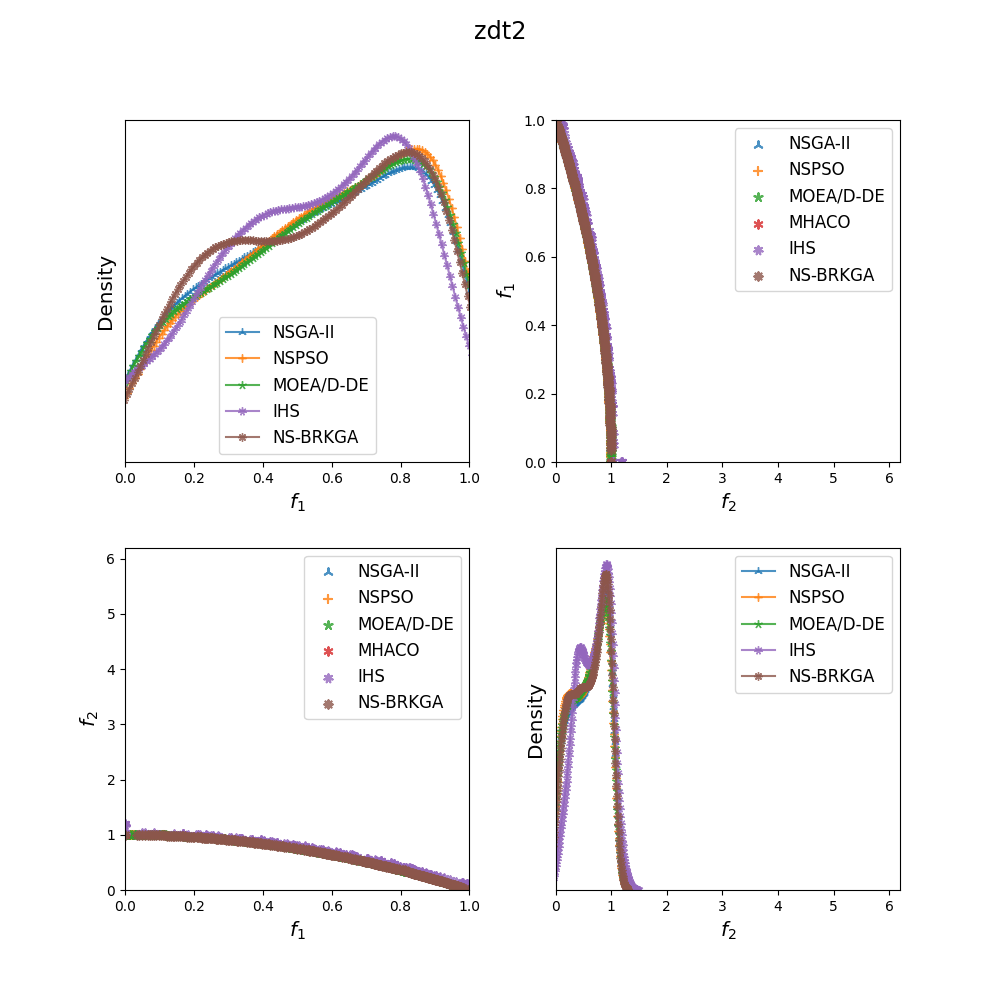 zdt2
Density
NSGA-II
NSPSO
MOEA/D-DE
IHS
NS-BRKGA
0.0 0.2 0.4 0.6 0.8 1.0
f1
f1
1.0
0.8
0.6
0.4
0.2
0.0
NSGA-II
NSPSO
MOEA/D-DE
MHACO
IHS
NS-BRKGA
0 1 2 3 4 5 6
f2
f2
6
5
4
3
2
1
0
NSGA-II
NSPSO
MOEA/D-DE
MHACO
IHS
NS-BRKGA
0.0 0.2 0.4 0.6 0.8 1.0
f1
Density
NSGA-II
NSPSO
MOEA/D-DE
IHS
NS-BRKGA
0 1 2 3 4 5 6
f2